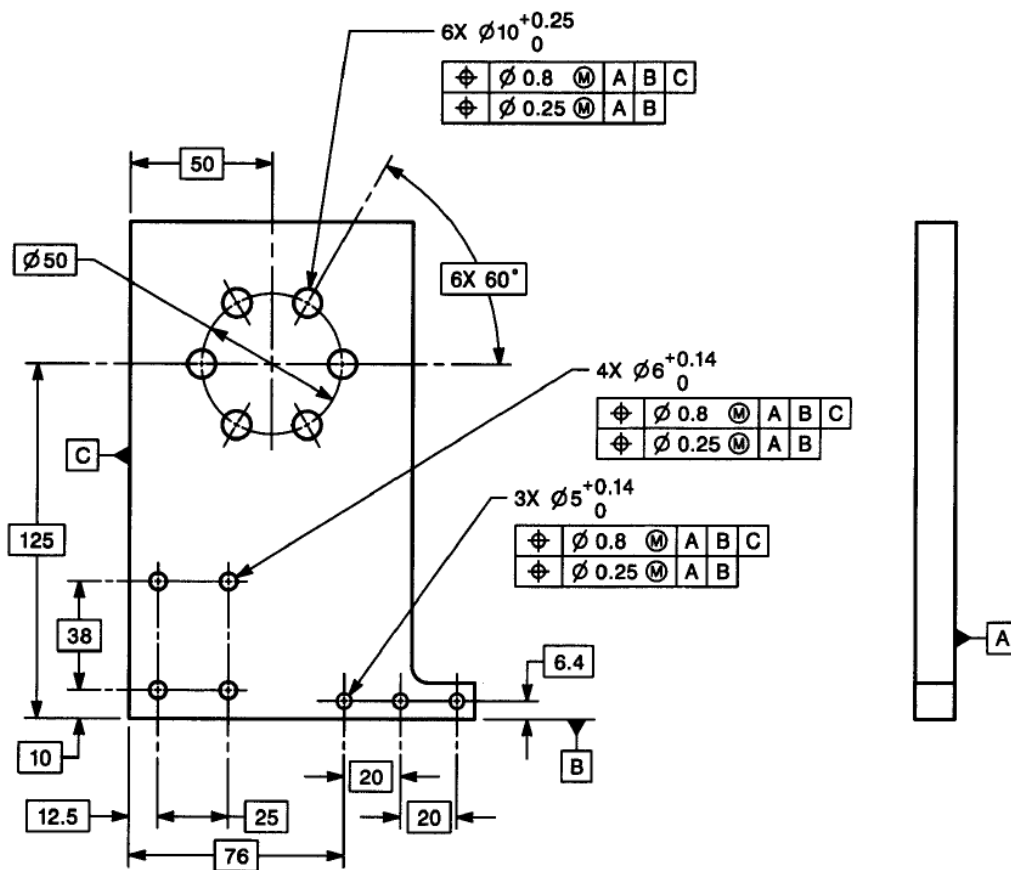 6X ⌀10 +0.25
0
⌖ ⌀ 0.8 Ⓜ A B C
⌖ ⌀ 0.25 Ⓜ A B
50
⌀50
6X 60°
4X ⌀6 +0.14
0
⌖ ⌀ 0.8 Ⓜ A B C
⌖ ⌀ 0.25 Ⓜ A B
C
3X ⌀5 +0.14
0
⌖ ⌀ 0.8 Ⓜ A B C
⌖ ⌀ 0.25 Ⓜ A B
125
38
A
6.4
10
B
20
12.5
25
20
76